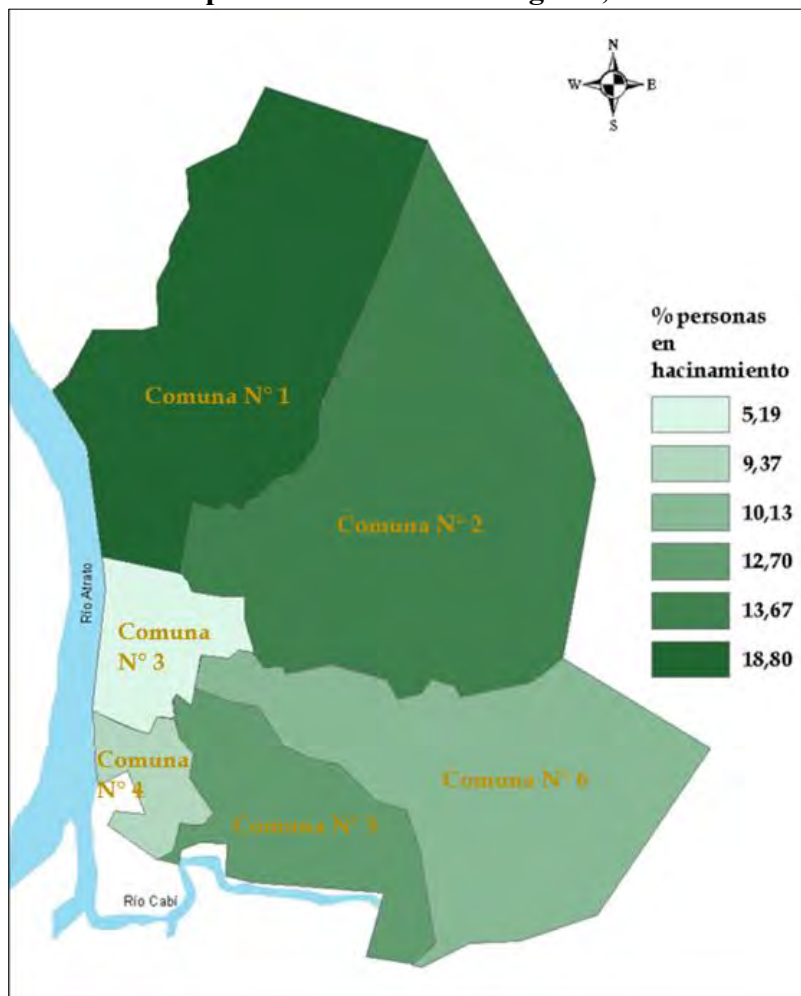 N
W E
S
% personas
en
hacinamiento
5,19
9,37
10,13
12,70
13,67
18,80
Comuna N° 1
Comuna N° 2
Río Atrato
Comuna
N° 3
Comuna
N° 4
Comuna N° 6
Comuna N° 5
Río Cabí